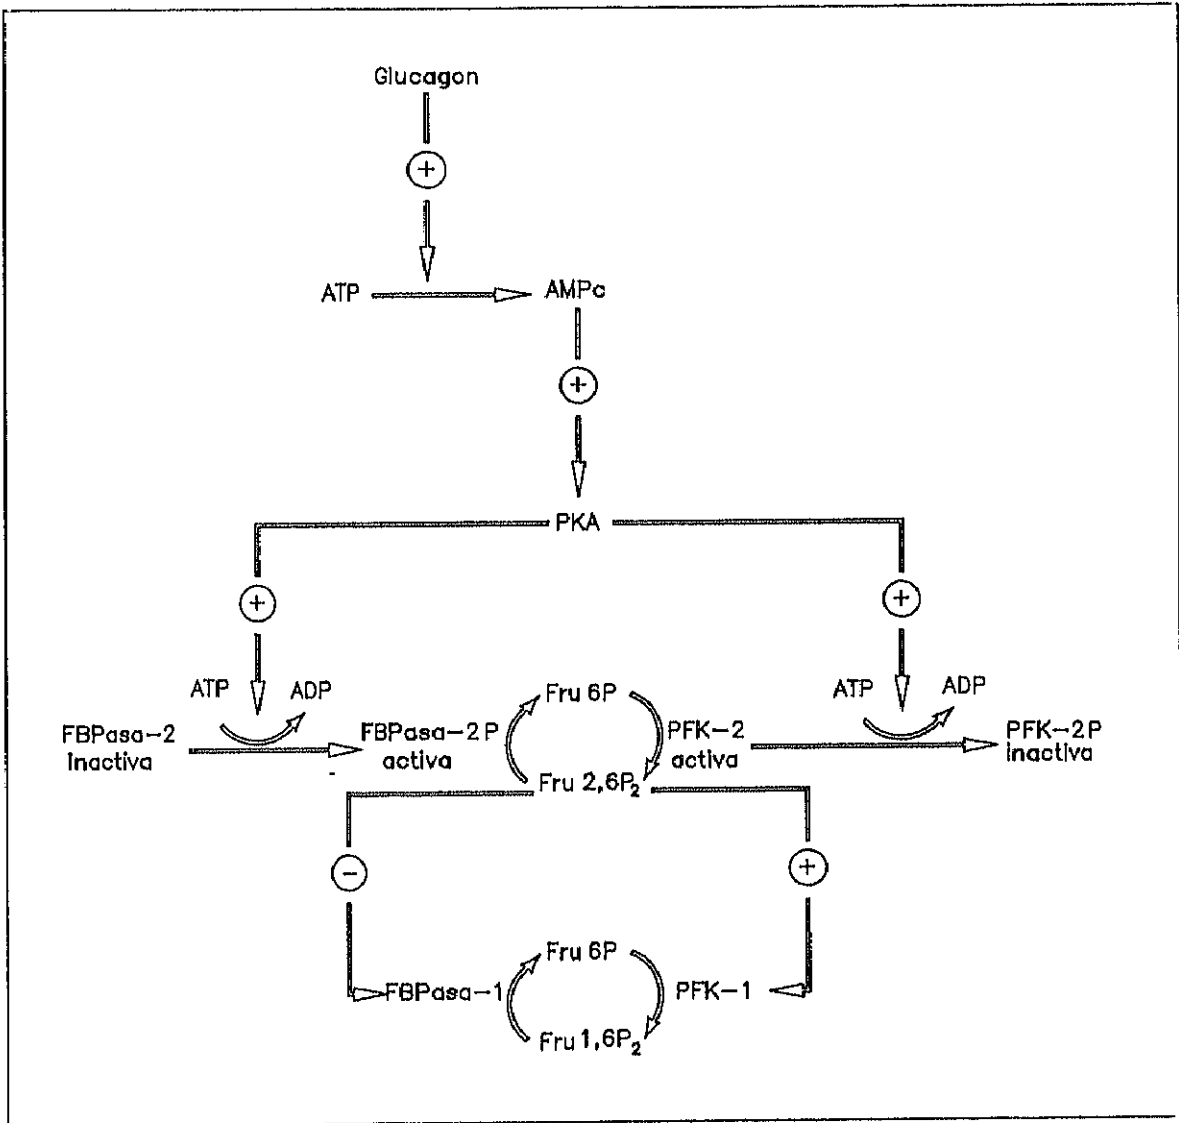 Glucagon
+
ATP
AMPc
+
PKA
+
+
ATP
ADP
Fru 6P
ATP
ADP
FBPasa-2
inactiva
FBPasa-2P
activa
PFK-2
activa
PFK-2P
inactiva
Fru 2,6P₂
-
+
Fru 6P
FBPasa-1
PFK-1
Fru 1,6P₂